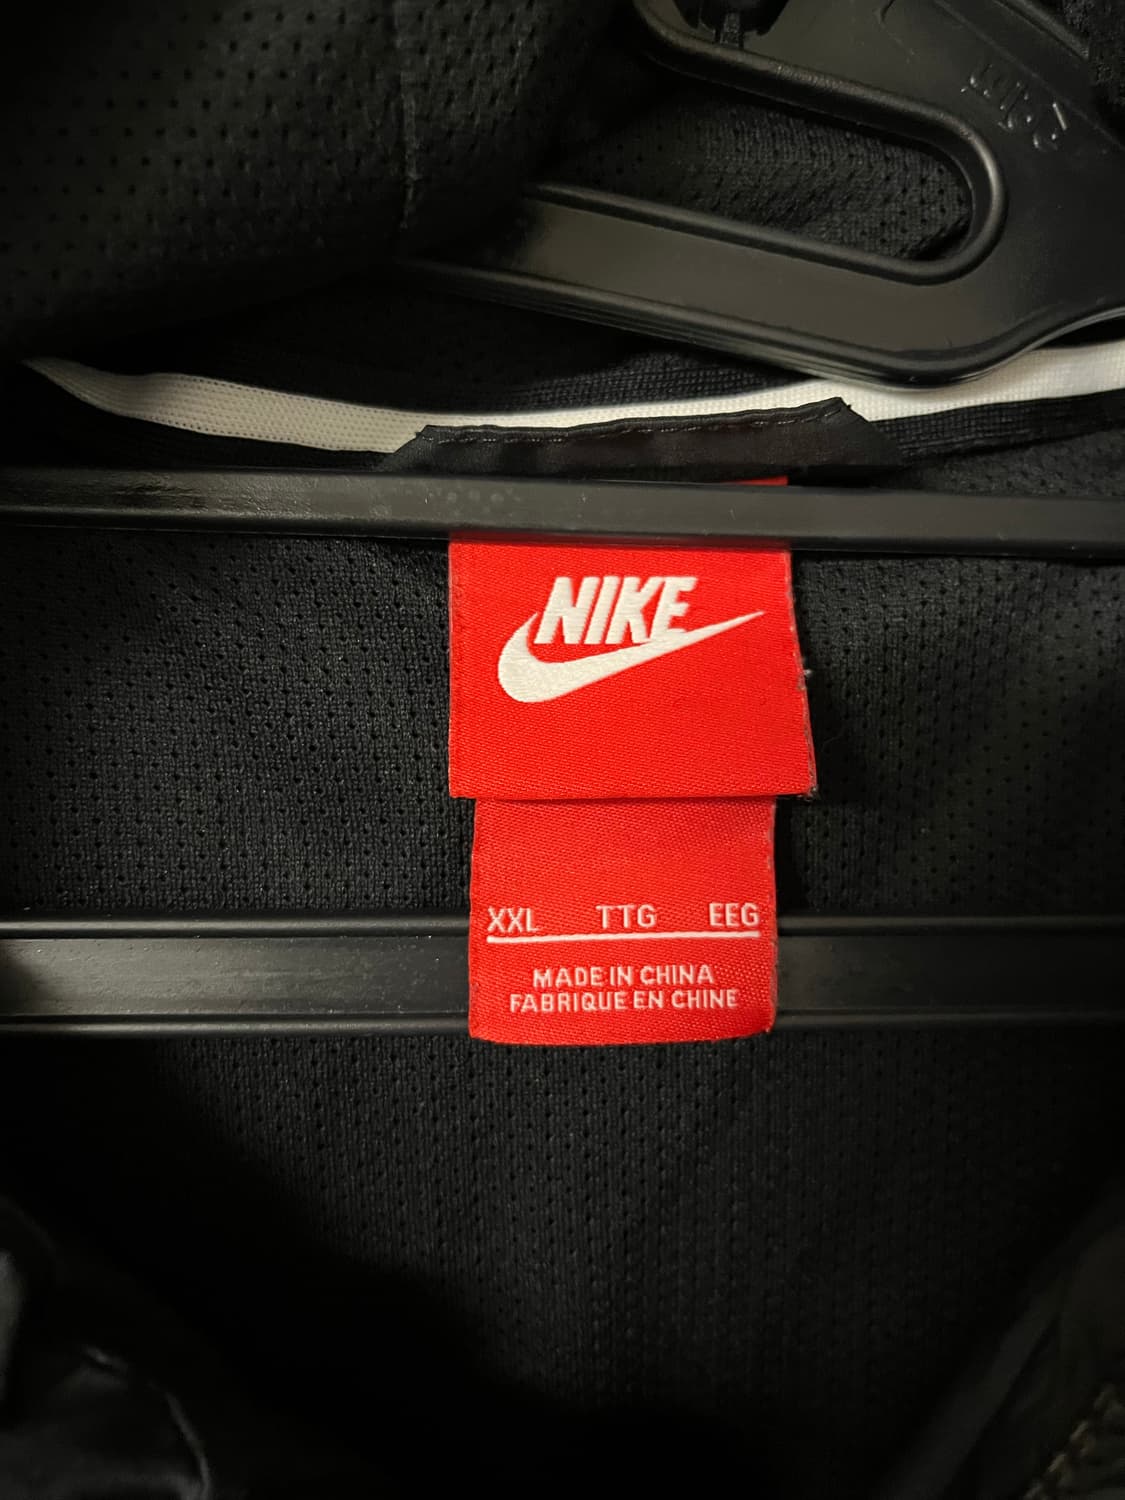 NIKE
XXL TTG EEG
MADE IN CHINA
FABRIQUE EN CHINE